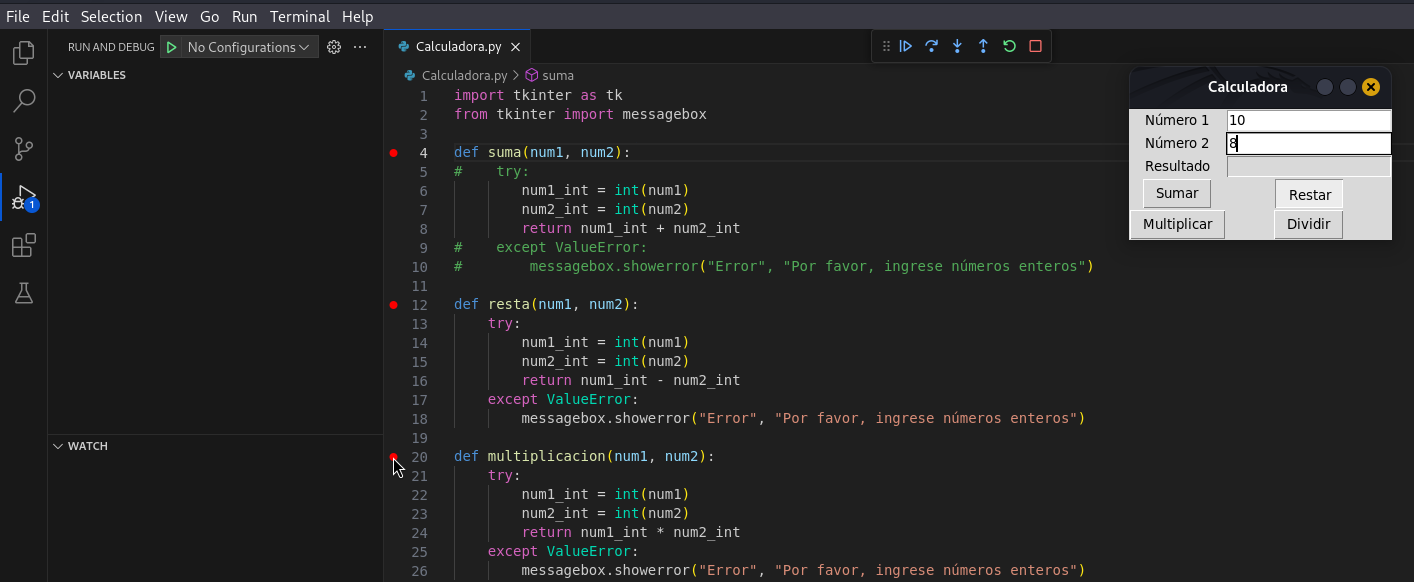 File Edit Selection View Go Run Terminal Help
RUN AND DEBUG No Configurations
VARIABLES
1
WATCH
Calculadora.py
Calculadora.py > suma
1 import tkinter as tk
2 from tkinter import messagebox
3
4 def suma(num1, num2):
5 #    try:
6         num1_int = int(num1)
7         num2_int = int(num2)
8         return num1_int + num2_int
9 #    except ValueError:
10 #        messagebox.showerror("Error", "Por favor, ingrese números enteros")
11
12 def resta(num1, num2):
13     try:
14         num1_int = int(num1)
15         num2_int = int(num2)
16         return num1_int - num2_int
17     except ValueError:
18         messagebox.showerror("Error", "Por favor, ingrese números enteros")
19
20 def multiplicacion(num1, num2):
21     try:
22         num1_int = int(num1)
23         num2_int = int(num2)
24         return num1_int * num2_int
25     except ValueError:
26         messagebox.showerror("Error", "Por favor, ingrese números enteros")
Calculadora
Número 1 10
Número 2 8
Resultado
Sumar Restar
Multiplicar Dividir